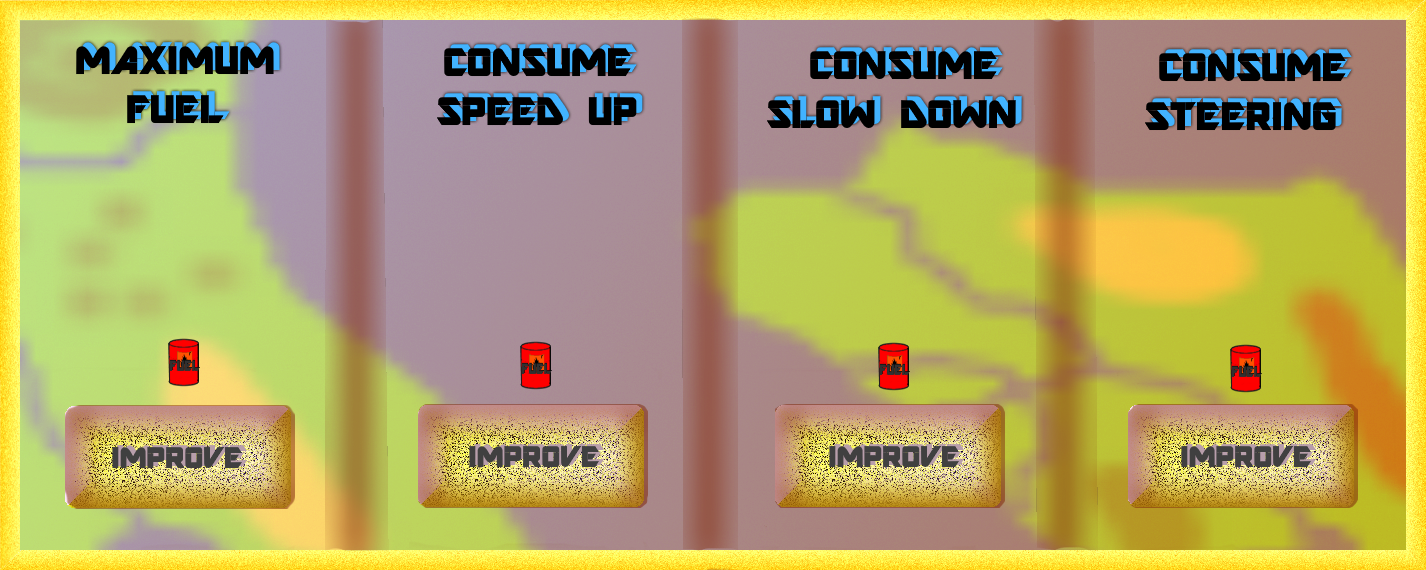 MAXIMUM
FUEL
CONSUME
SPEED UP
CONSUME
SLOW DOWN
CONSUME
STEERING
FUEL
FUEL
FUEL
FUEL
IMPROVE
IMPROVE
IMPROVE
IMPROVE